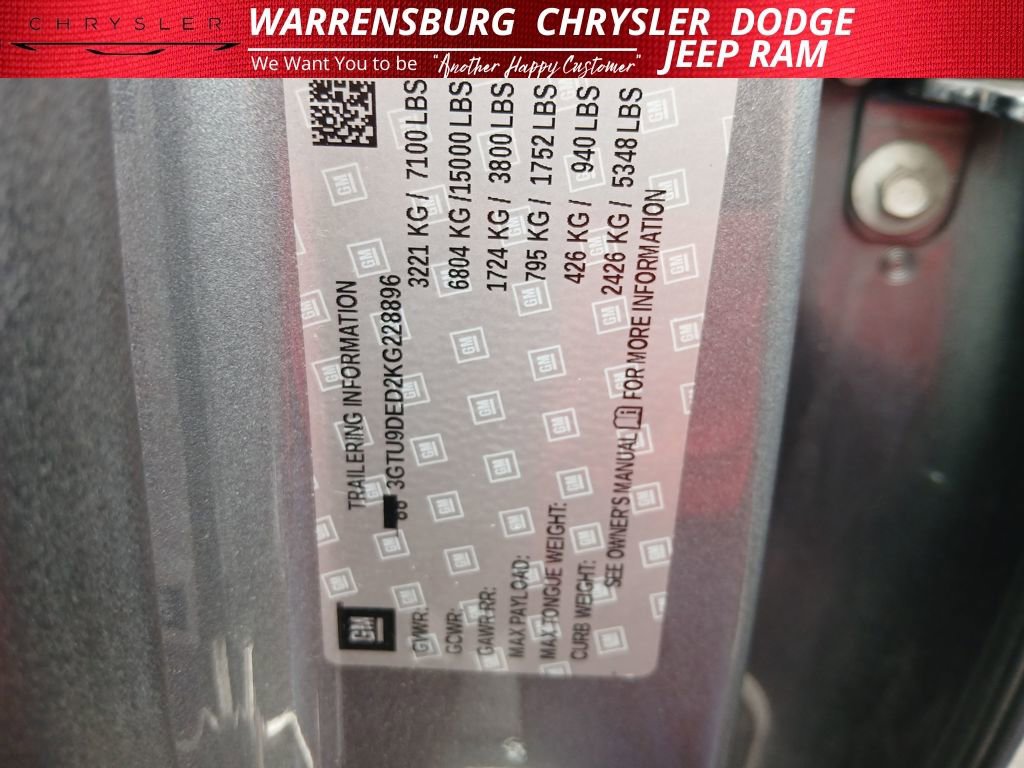 CHRYSLER
WARRENSBURG CHRYSLER DODGE
JEEP RAM
We Want You to be "Another Happy Customer"
GM
TRAILERING INFORMATION
3GTU9DED2KG228896
GVWR: 3221 KG / 7100 LBS
GCWR: 6804 KG /15000 LBS
GAWR RR: 1724 KG / 3800 LBS
MAX PAYLOAD: 795 KG / 1752 LBS
MAX TONGUE WEIGHT: 426 KG / 940 LBS
CURB WEIGHT: 2426 KG / 5348 LBS
SEE OWNER'S MANUAL FOR MORE INFORMATION